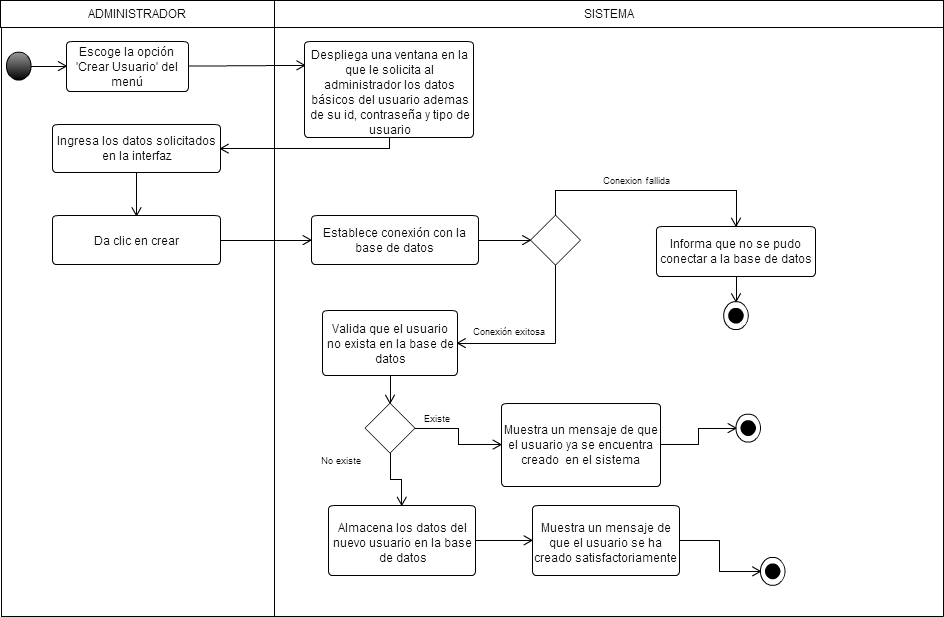 ADMINISTRADOR
SISTEMA
Escoge la opción
'Crear Usuario' del
menú
Despliega una ventana en la
que le solicita al
administrador los datos
básicos del usuario ademas
de su id, contraseña y tipo de
usuario
Ingresa los datos solicitados
en la interfaz
Da clic en crear
Establece conexión con la
base de datos
Conexion fallida
Informa que no se pudo
conectar a la base de datos
Conexión exitosa
Valida que el usuario
no exista en la base de
datos
Existe
Muestra un mensaje de que
el usuario ya se encuentra
creado en el sistema
No existe
Almacena los datos del
nuevo usuario en la base
de datos
Muestra un mensaje de
que el usuario se ha
creado satisfactoriamente